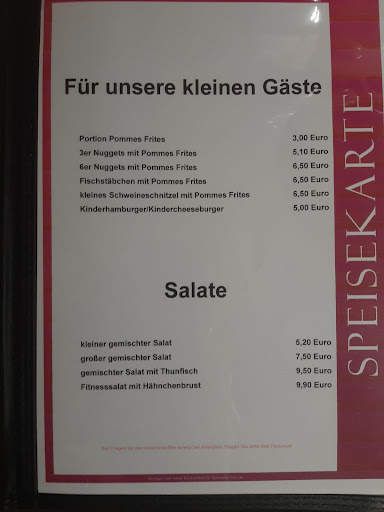 Für unsere kleinen Gäste
Portion Pommes Frites 3,00 Euro
3er Nuggets mit Pommes Frites 5,10 Euro
6er Nuggets mit Pommes Frites 6,50 Euro
Fischstäbchen mit Pommes Frites 6,50 Euro
kleines Schweineschnitzel mit Pommes Frites 6,50 Euro
Kinderhamburger/Kindercheeseburger 5,00 Euro
Salate
kleiner gemischter Salat 5,20 Euro
großer gemischter Salat 7,50 Euro
gemischter Salat mit Thunfisch 9,50 Euro
Fitnesssalat mit Hähnchenbrust 9,90 Euro
SPEISEKARTE